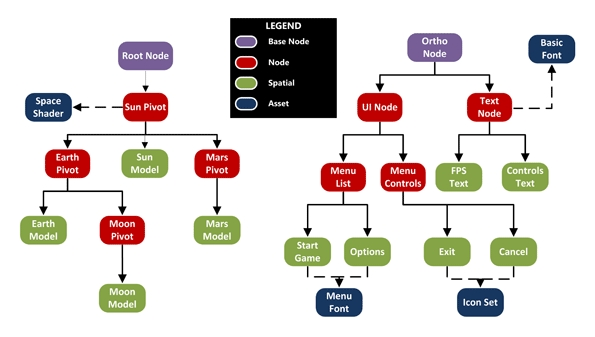 LEGEND
Base Node
Node
Spatial
Asset
Root Node
Space
Shader
Sun Pivot
Earth
Pivot
Sun
Model
Mars
Pivot
Earth
Model
Moon
Pivot
Mars
Model
Moon
Model
Ortho
Node
Basic
Font
UI Node
Text
Node
Menu
List
Menu
Controls
FPS
Text
Controls
Text
Start
Game
Options
Exit
Cancel
Menu
Font
Icon Set